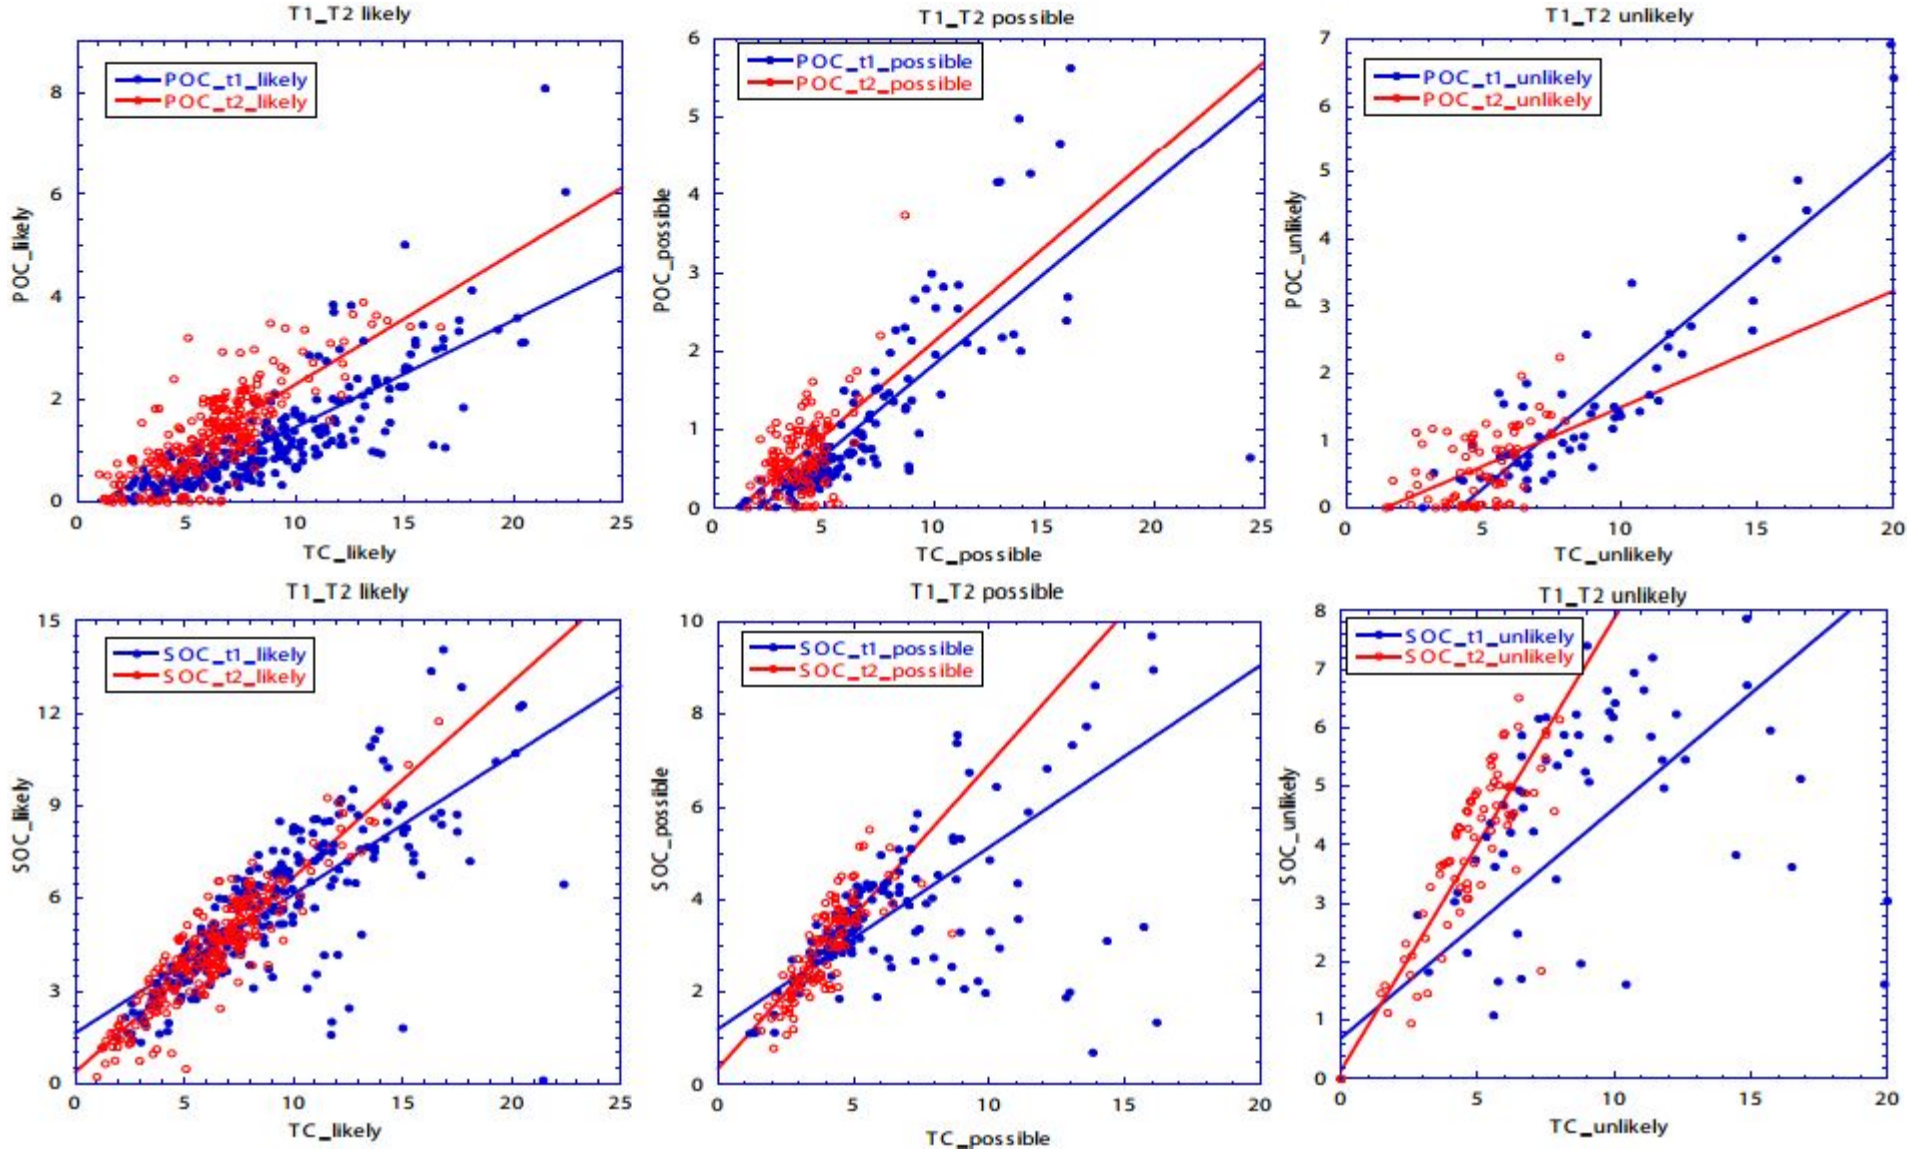 T1_T2 likely
POC_t1_likely
POC_t2_likely
POC_likely
8
6
4
2
0
0 5 10 15 20 25
TC_likely
T1_T2 possible
POC_t1_possible
POC_t2_possible
POC_possible
6
5
4
3
2
1
0
0 5 10 15 20 25
TC_possible
T1_T2 unlikely
POC_t1_unlikely
POC_t2_unlikely
POC_unlikely
7
6
5
4
3
2
1
0
0 5 10 15 20
TC_unlikely
T1_T2 likely
SOC_t1_likely
SOC_t2_likely
SOC_likely
15
12
9
6
3
0
0 5 10 15 20 25
TC_likely
T1_T2 possible
SOC_t1_possible
SOC_t2_possible
SOC_possible
10
8
6
4
2
0
0 5 10 15 20
TC_possible
T1_T2 unlikely
SOC_t1_unlikely
SOC_t2_unlikely
SOC_unlikely
8
7
6
5
4
3
2
1
0
0 5 10 15 20
TC_unlikely